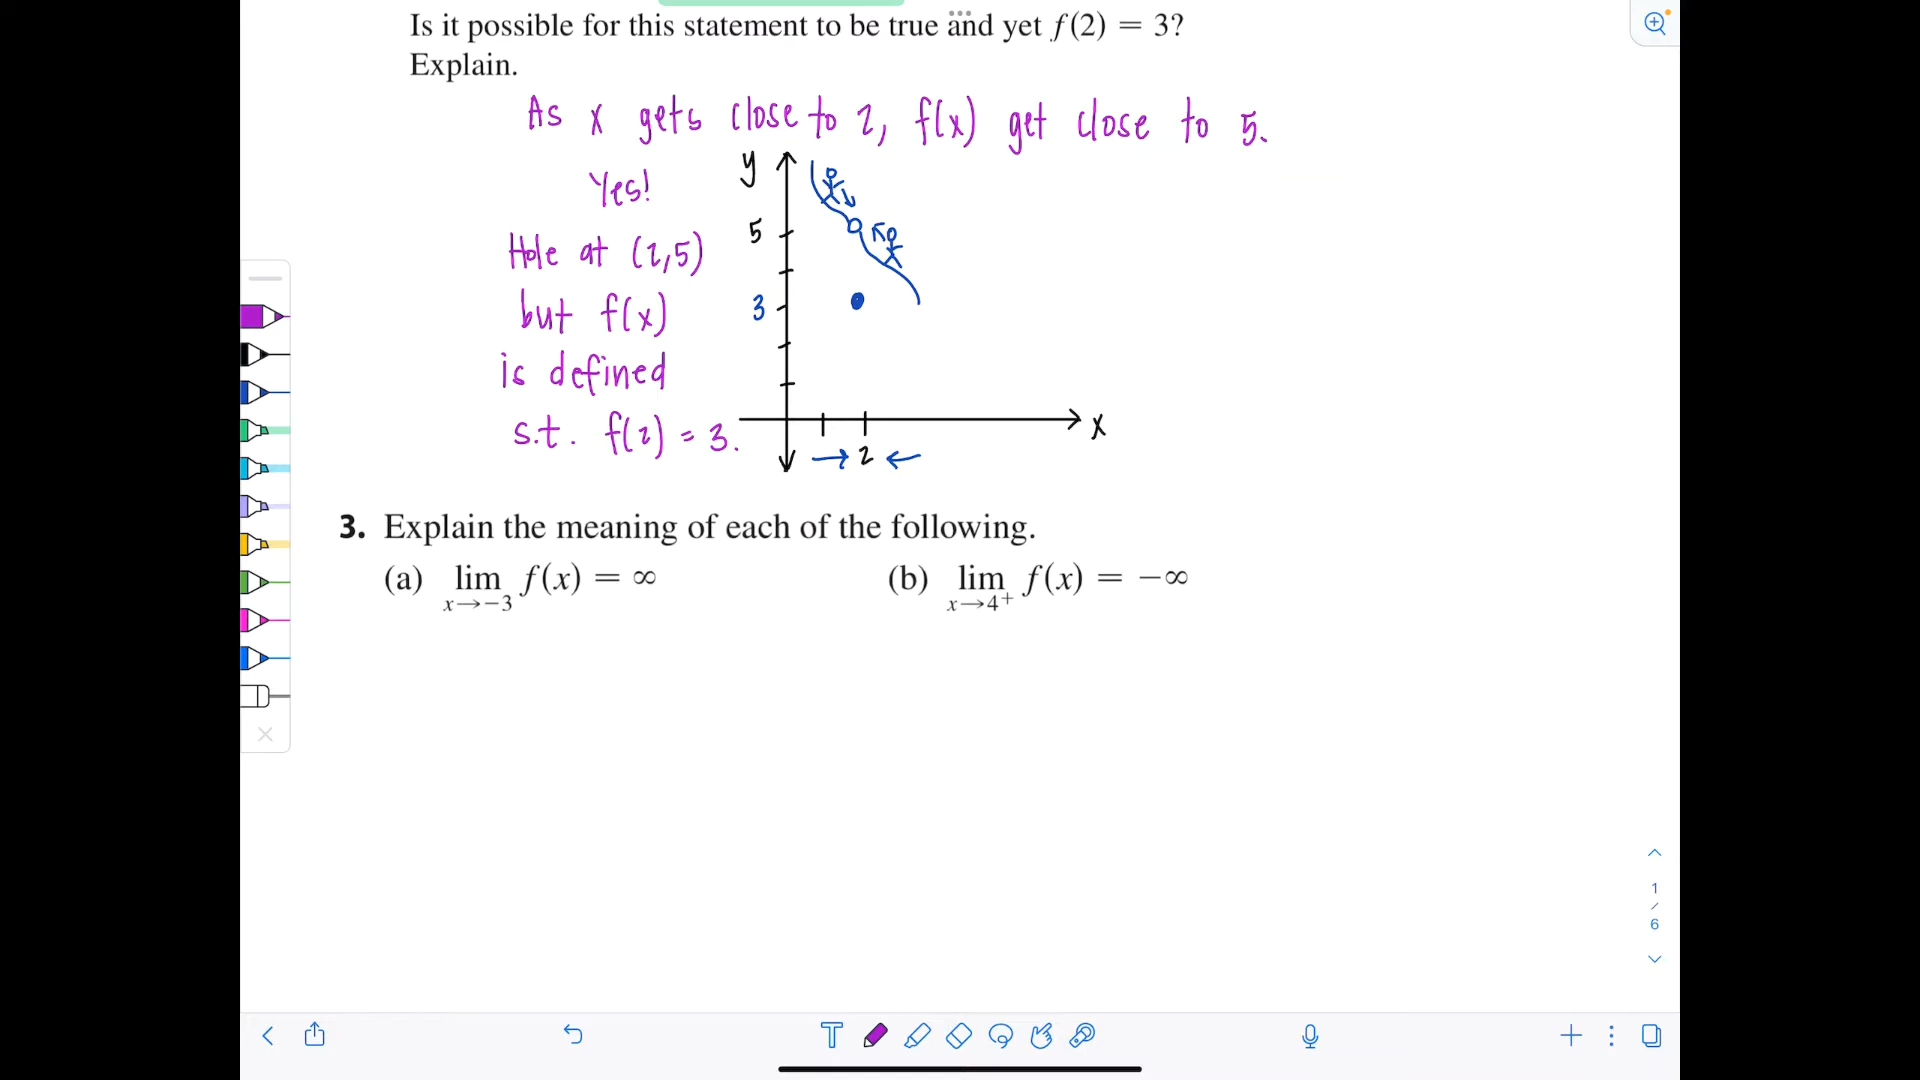 Is it possible for this statement to be true and yet f(2) = 3?
Explain.
As x gets close to 2, f(x) get close to 5.
Yes!
Hole at (2,5)
but f(x)
is defined
s.t. f(2) = 3.
y
5
3
x
2
3. Explain the meaning of each of the following.
(a) lim f(x) = ∞ (b) lim f(x) = −∞
x→−3 x→4⁺
1
/
6
T